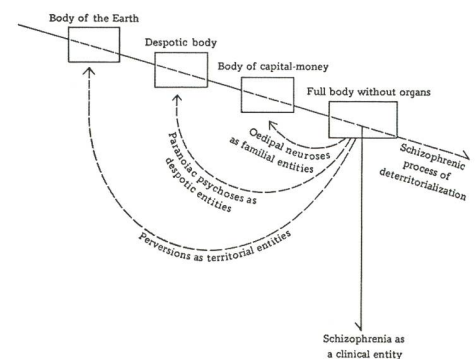 Body of the Earth
Despotic body
Body of capital-money
Full body without organs
Schizophrenic
process of
deterritorialization
Oedipal neuroses
as familial entities
Paranoiac psychoses as
despotic entities
Perversions as territorial entities
Schizophrenia as
a clinical entity